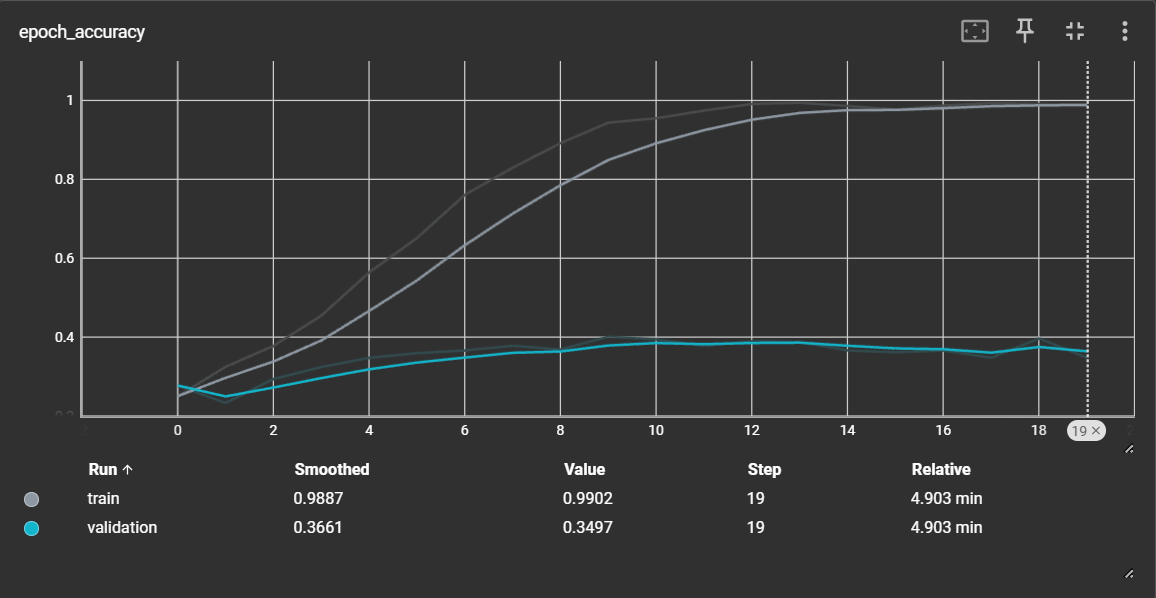 epoch_accuracy
1
0.8
0.6
0.4
0.2
0 2 4 6 8 10 12 14 16 18 19 ×
Run ↑ Smoothed Value Step Relative
train 0.9887 0.9902 19 4.903 min
validation 0.3661 0.3497 19 4.903 min